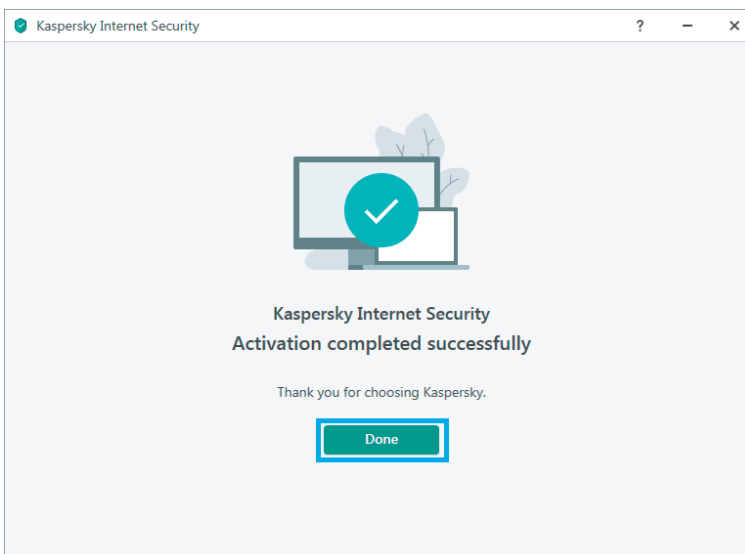 Kaspersky Internet Security
?
Kaspersky Internet Security
Activation completed successfully
Thank you for choosing Kaspersky.
Done